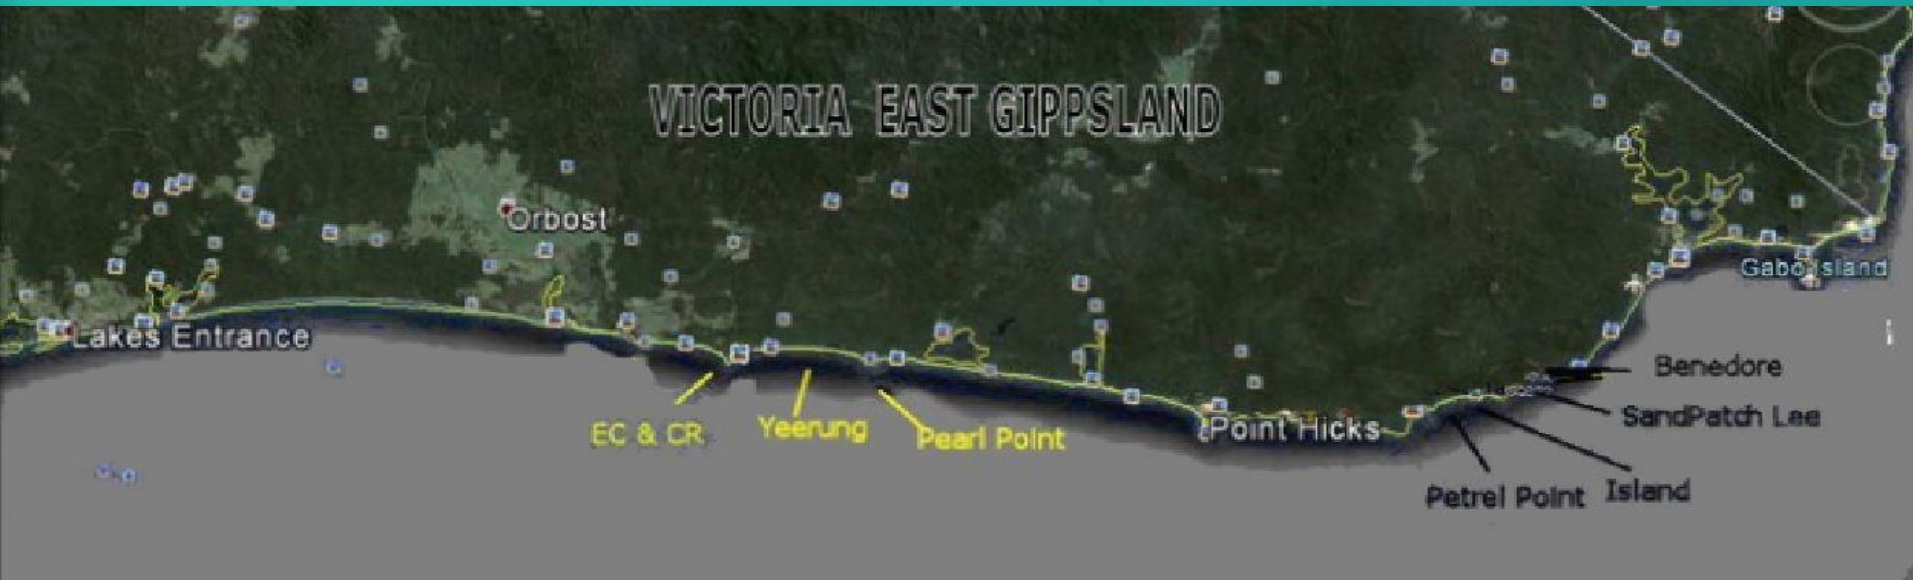 VICTORIA EAST GIPPSLAND
Orbost
Gabo Island
Lakes Entrance
Benedore
SandPatch Lee
EC & CR
Yeerung
Pearl Point
Point Hicks
Petrel Point
Island